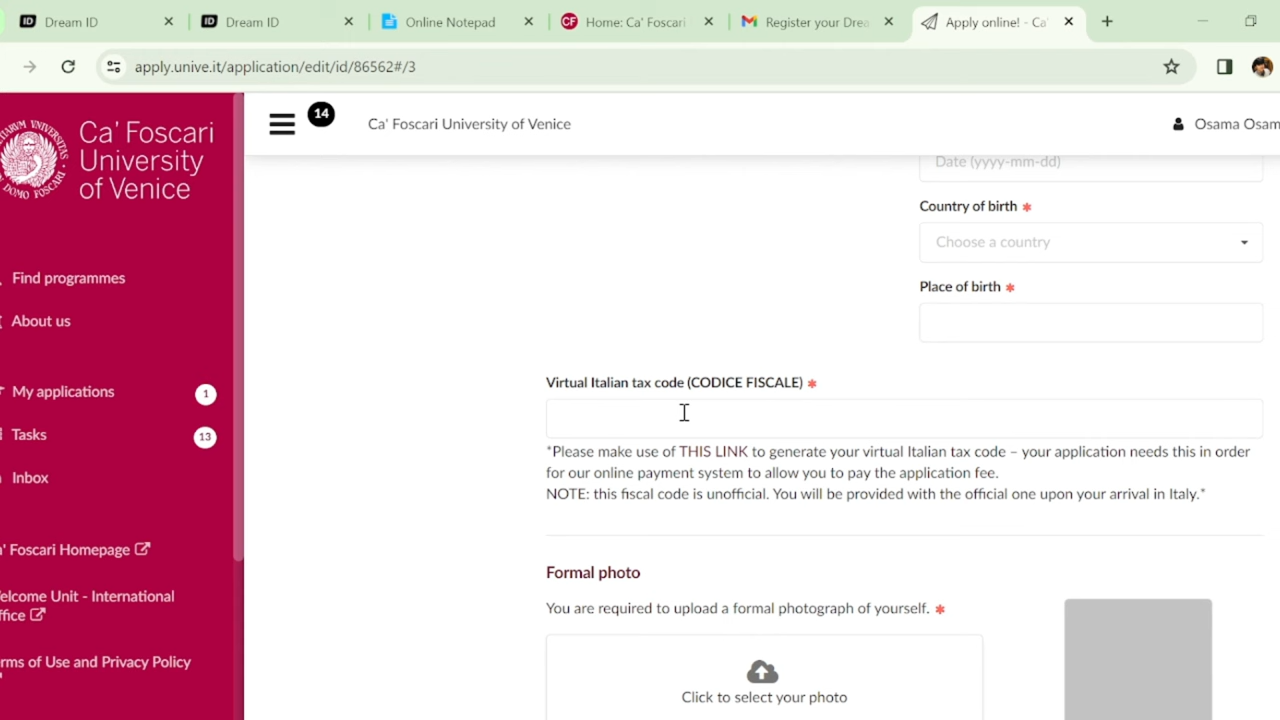 Dream ID
Dream ID
Online Notepad
Home: Ca' Foscari
Register your Drea
Apply online! - Ca'
apply.unive.it/application/edit/id/86562#/3
Ca' Foscari
University
of Venice
14
Ca' Foscari University of Venice
Osama Osam
Date (yyyy-mm-dd)
Country of birth *
Choose a country
Place of birth *
Find programmes
About us
My applications 1
Tasks 13
Inbox
a' Foscari Homepage
elcome Unit - International
ffice
rms of Use and Privacy Policy
Virtual Italian tax code (CODICE FISCALE) *
*Please make use of THIS LINK to generate your virtual Italian tax code – your application needs this in order
for our online payment system to allow you to pay the application fee.
NOTE: this fiscal code is unofficial. You will be provided with the official one upon your arrival in Italy.*
Formal photo
You are required to upload a formal photograph of yourself. *
Click to select your photo